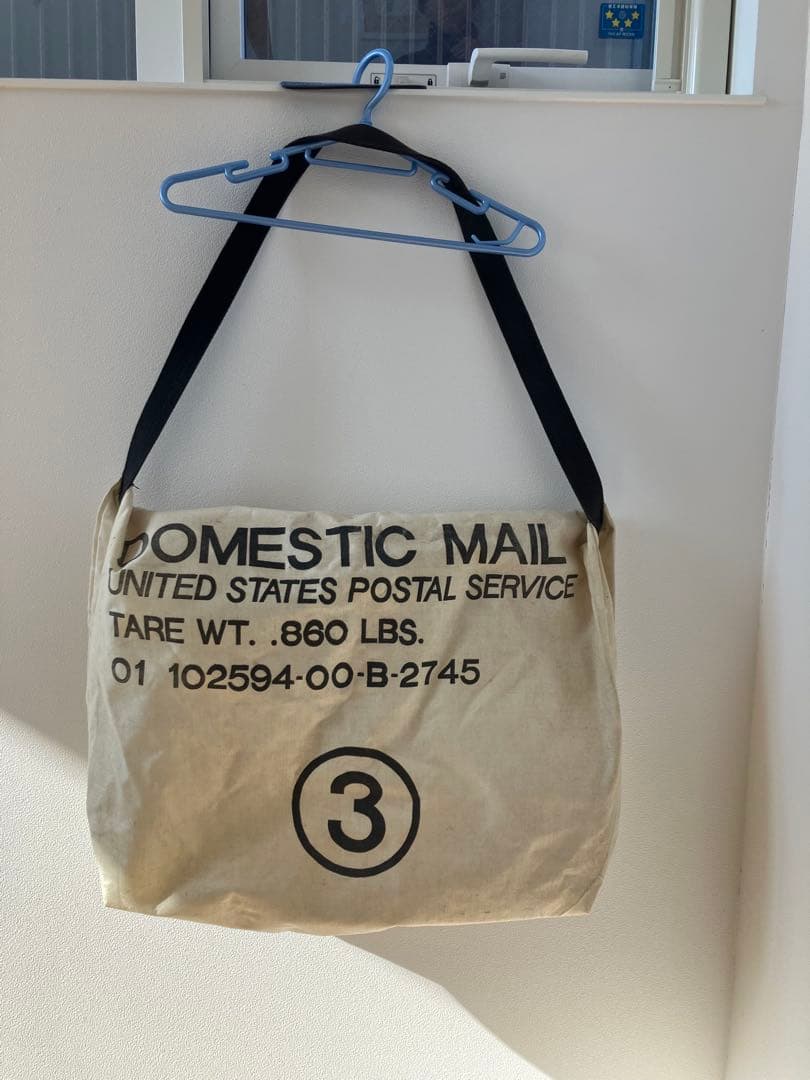 DOMESTIC MAIL
UNITED STATES POSTAL SERVICE
TARE WT. .860 LBS.
01 102594-00-B-2745
3